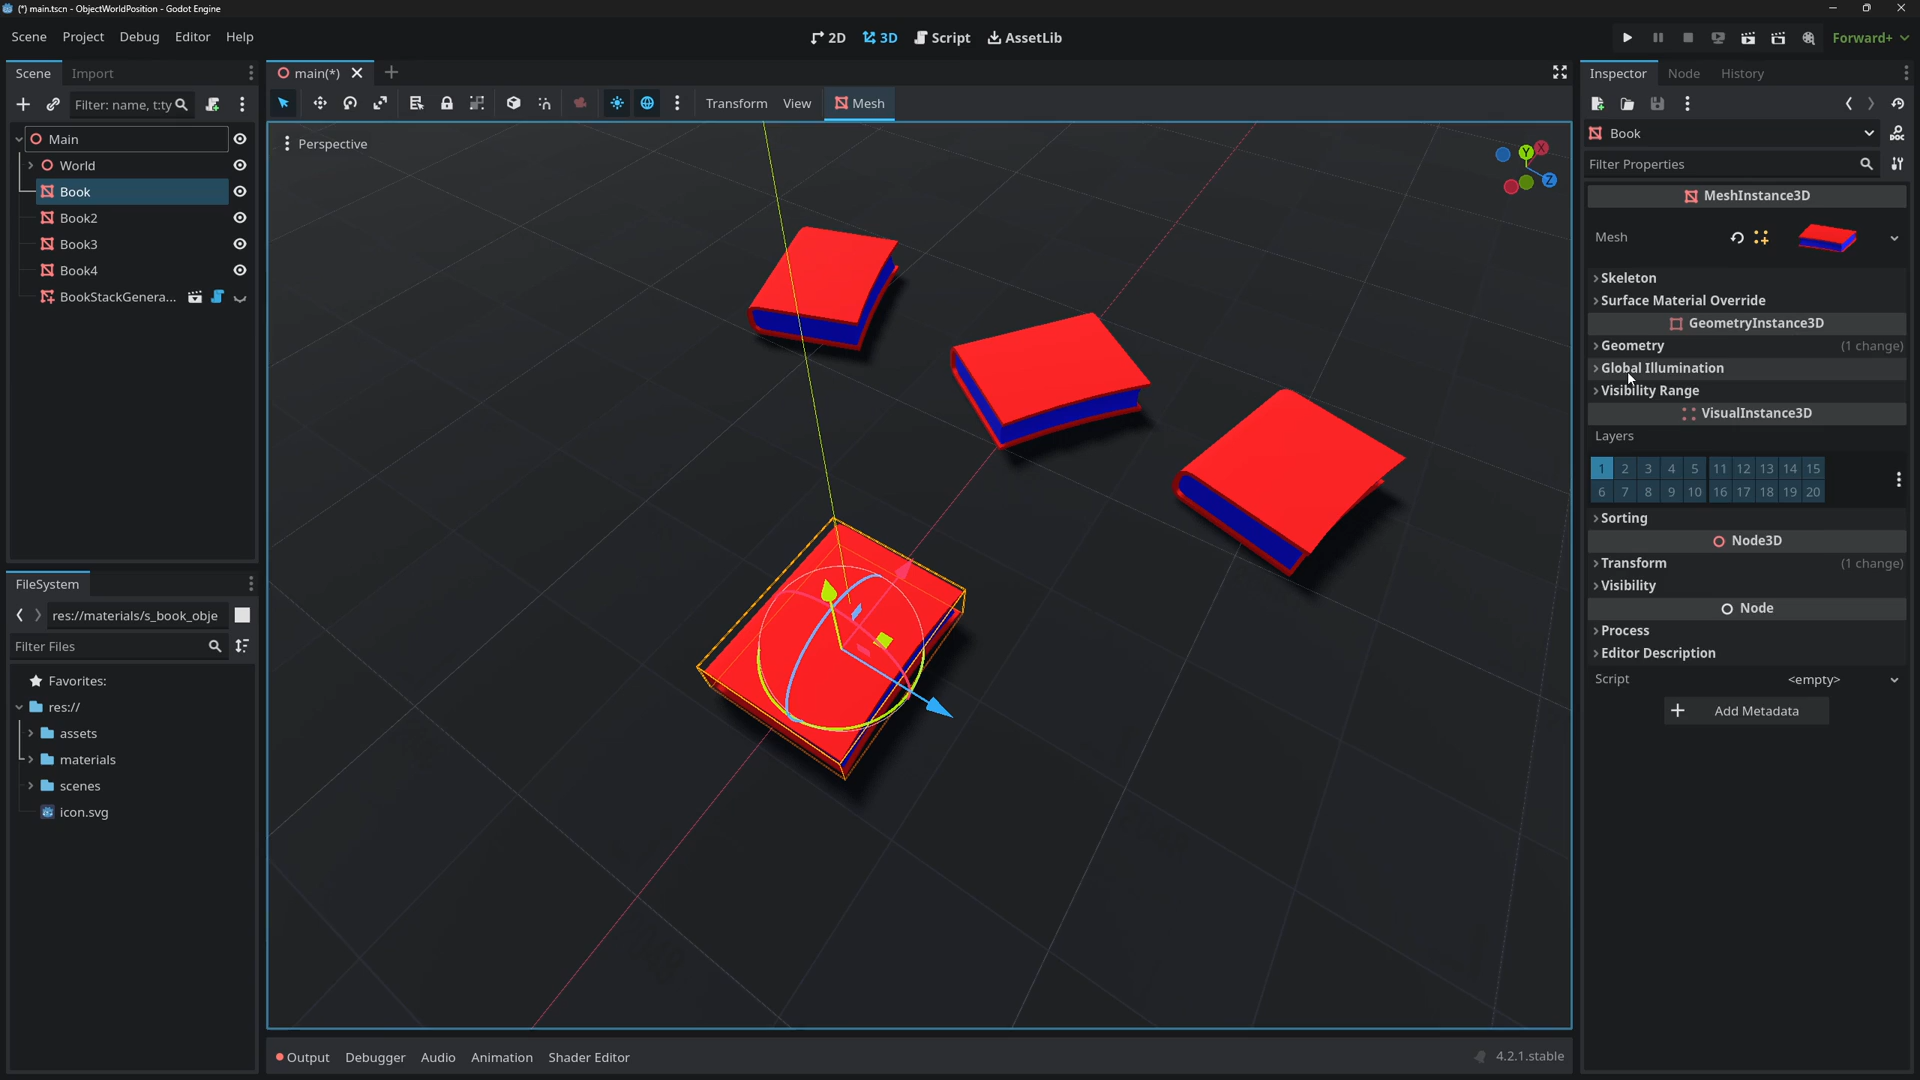 (*) main.tscn - ObjectWorldPosition - Godot Engine
Scene Project Debug Editor Help
2D 3D Script AssetLib
Forward+
Scene Import
Filter: name, t:ty
Main
World
Book
Book2
Book3
Book4
BookStackGenera...
FileSystem
res://materials/s_book_obje
Filter Files
Favorites:
res://
assets
materials
scenes
icon.svg
main(*)
Transform View Mesh
Perspective
Y X
Z
Output Debugger Audio Animation Shader Editor
4.2.1.stable
Inspector Node History
Book
Filter Properties
MeshInstance3D
Mesh
Skeleton
Surface Material Override
GeometryInstance3D
Geometry (1 change)
Global Illumination
Visibility Range
VisualInstance3D
Layers
1 2 3 4 5 11 12 13 14 15
6 7 8 9 10 16 17 18 19 20
Sorting
Node3D
Transform (1 change)
Visibility
Node
Process
Editor Description
Script <empty>
Add Metadata